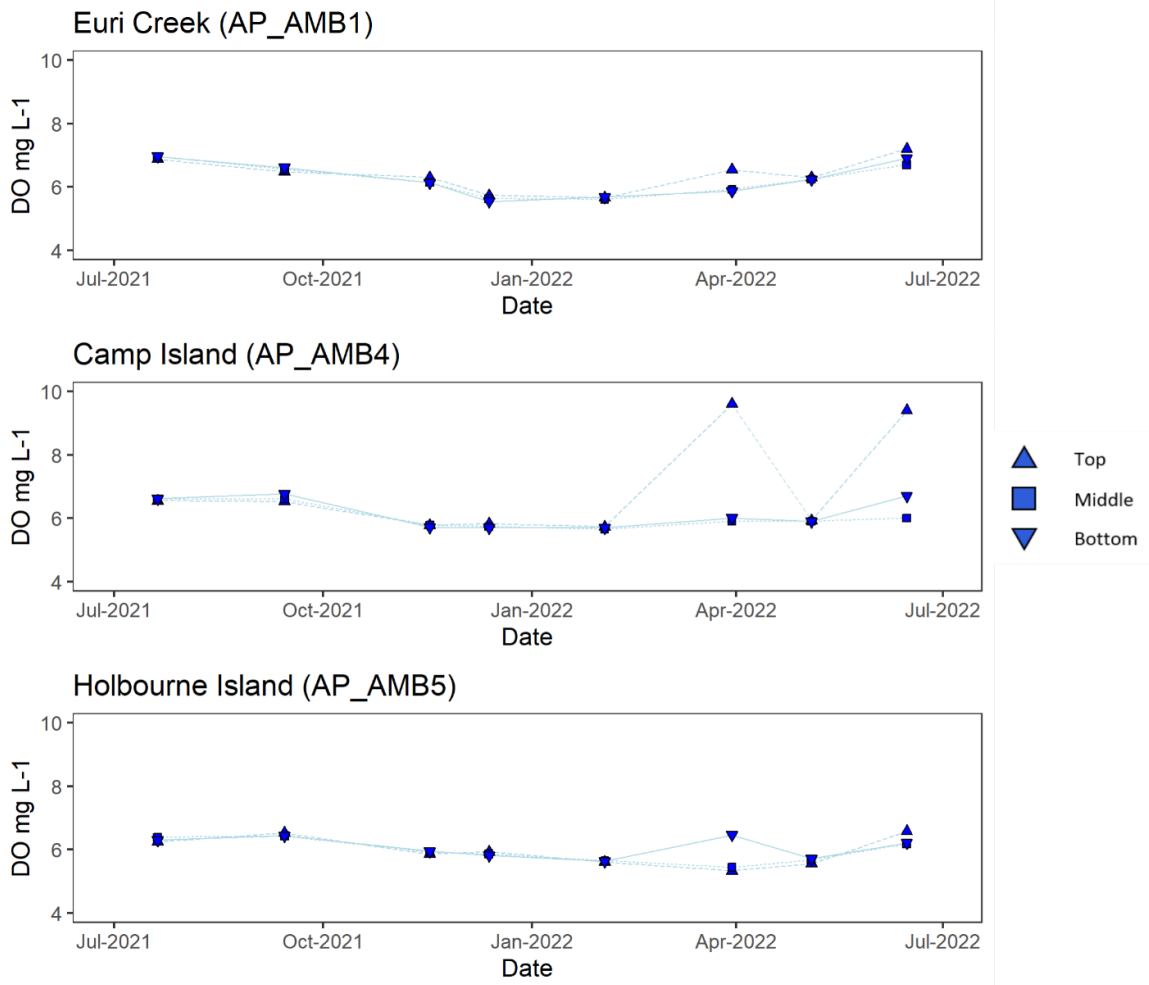 Euri Creek (AP_AMB1)
10
8
6
4
DO mg L-1
Jul-2021 Oct-2021 Jan-2022 Apr-2022 Jul-2022
Date
Camp Island (AP_AMB4)
10
8
6
4
DO mg L-1
Jul-2021 Oct-2021 Jan-2022 Apr-2022 Jul-2022
Date
Top
Middle
Bottom
Holbourne Island (AP_AMB5)
10
8
6
4
DO mg L-1
Jul-2021 Oct-2021 Jan-2022 Apr-2022 Jul-2022
Date